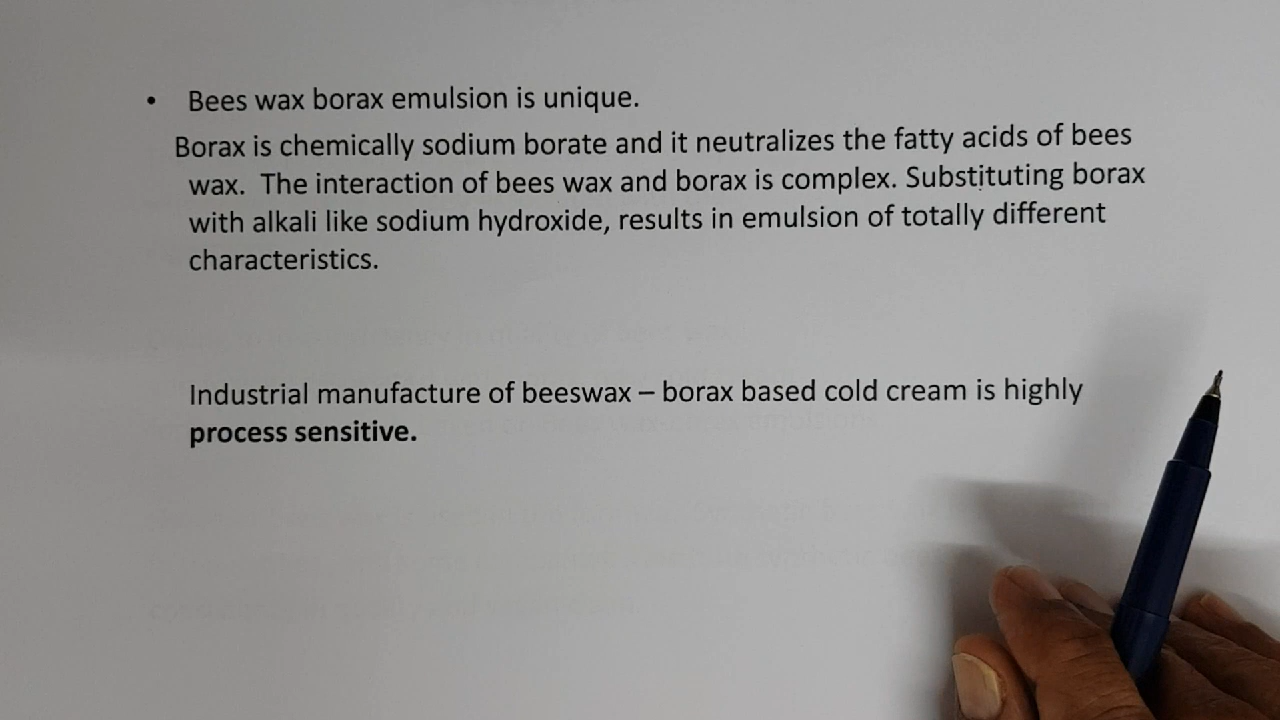 • Bees wax borax emulsion is unique.
Borax is chemically sodium borate and it neutralizes the fatty acids of bees
wax. The interaction of bees wax and borax is complex. Substituting borax
with alkali like sodium hydroxide, results in emulsion of totally different
characteristics.
Industrial manufacture of beeswax – borax based cold cream is highly
process sensitive.